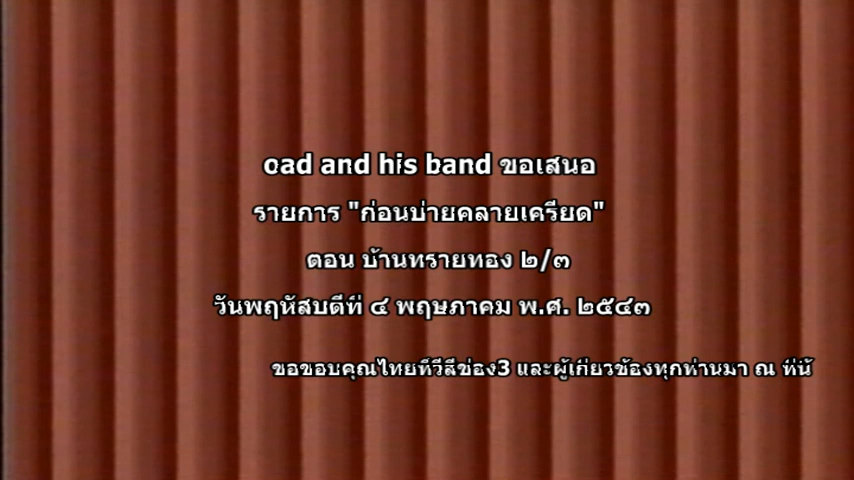 oad and his band ขอเสนอ
รายการ "ก่อนบ่ายคลายเครียด"
ตอน บ้านทรายทอง ๒/๓
วันพฤหัสบดีที่ ๔ พฤษภาคม พ.ศ. ๒๕๔๓
ขอขอบคุณไทยทีวีสีช่อง3 และผู้เกี่ยวข้องทุกท่านมา ณ ที่นี้